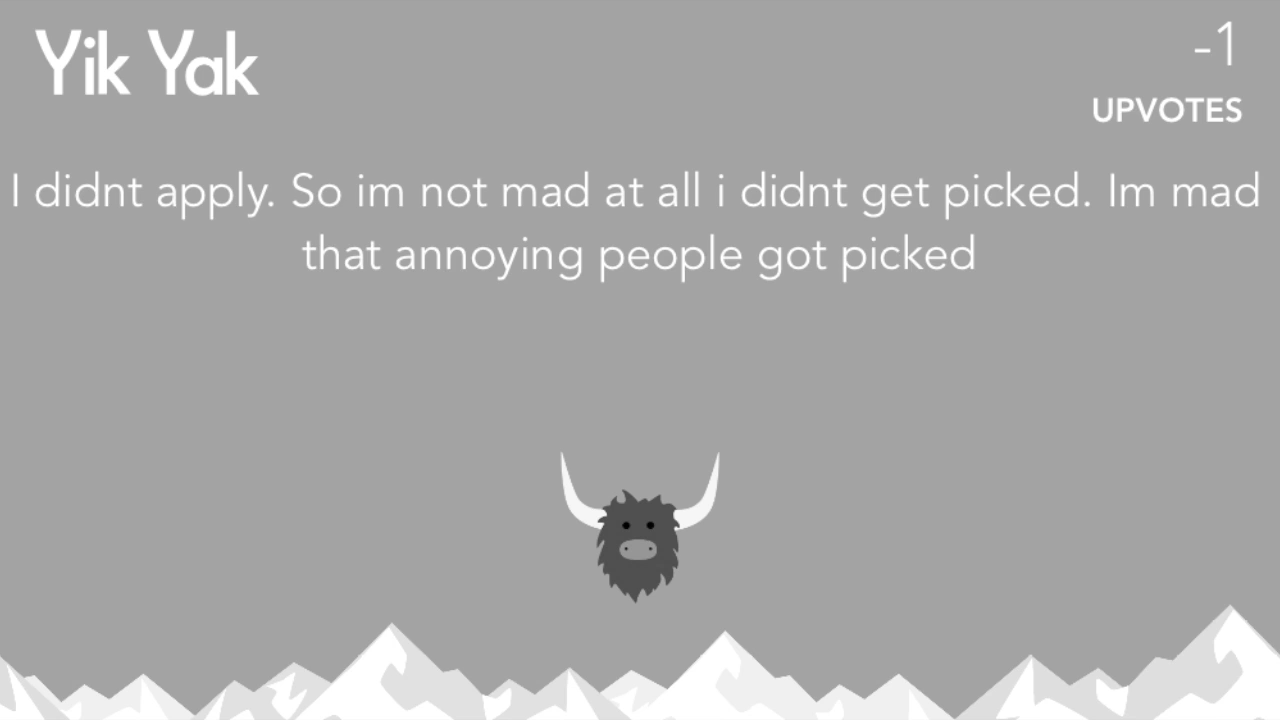 Yik Yak
-1
UPVOTES
I didnt apply. So im not mad at all i didnt get picked. Im mad
that annoying people got picked